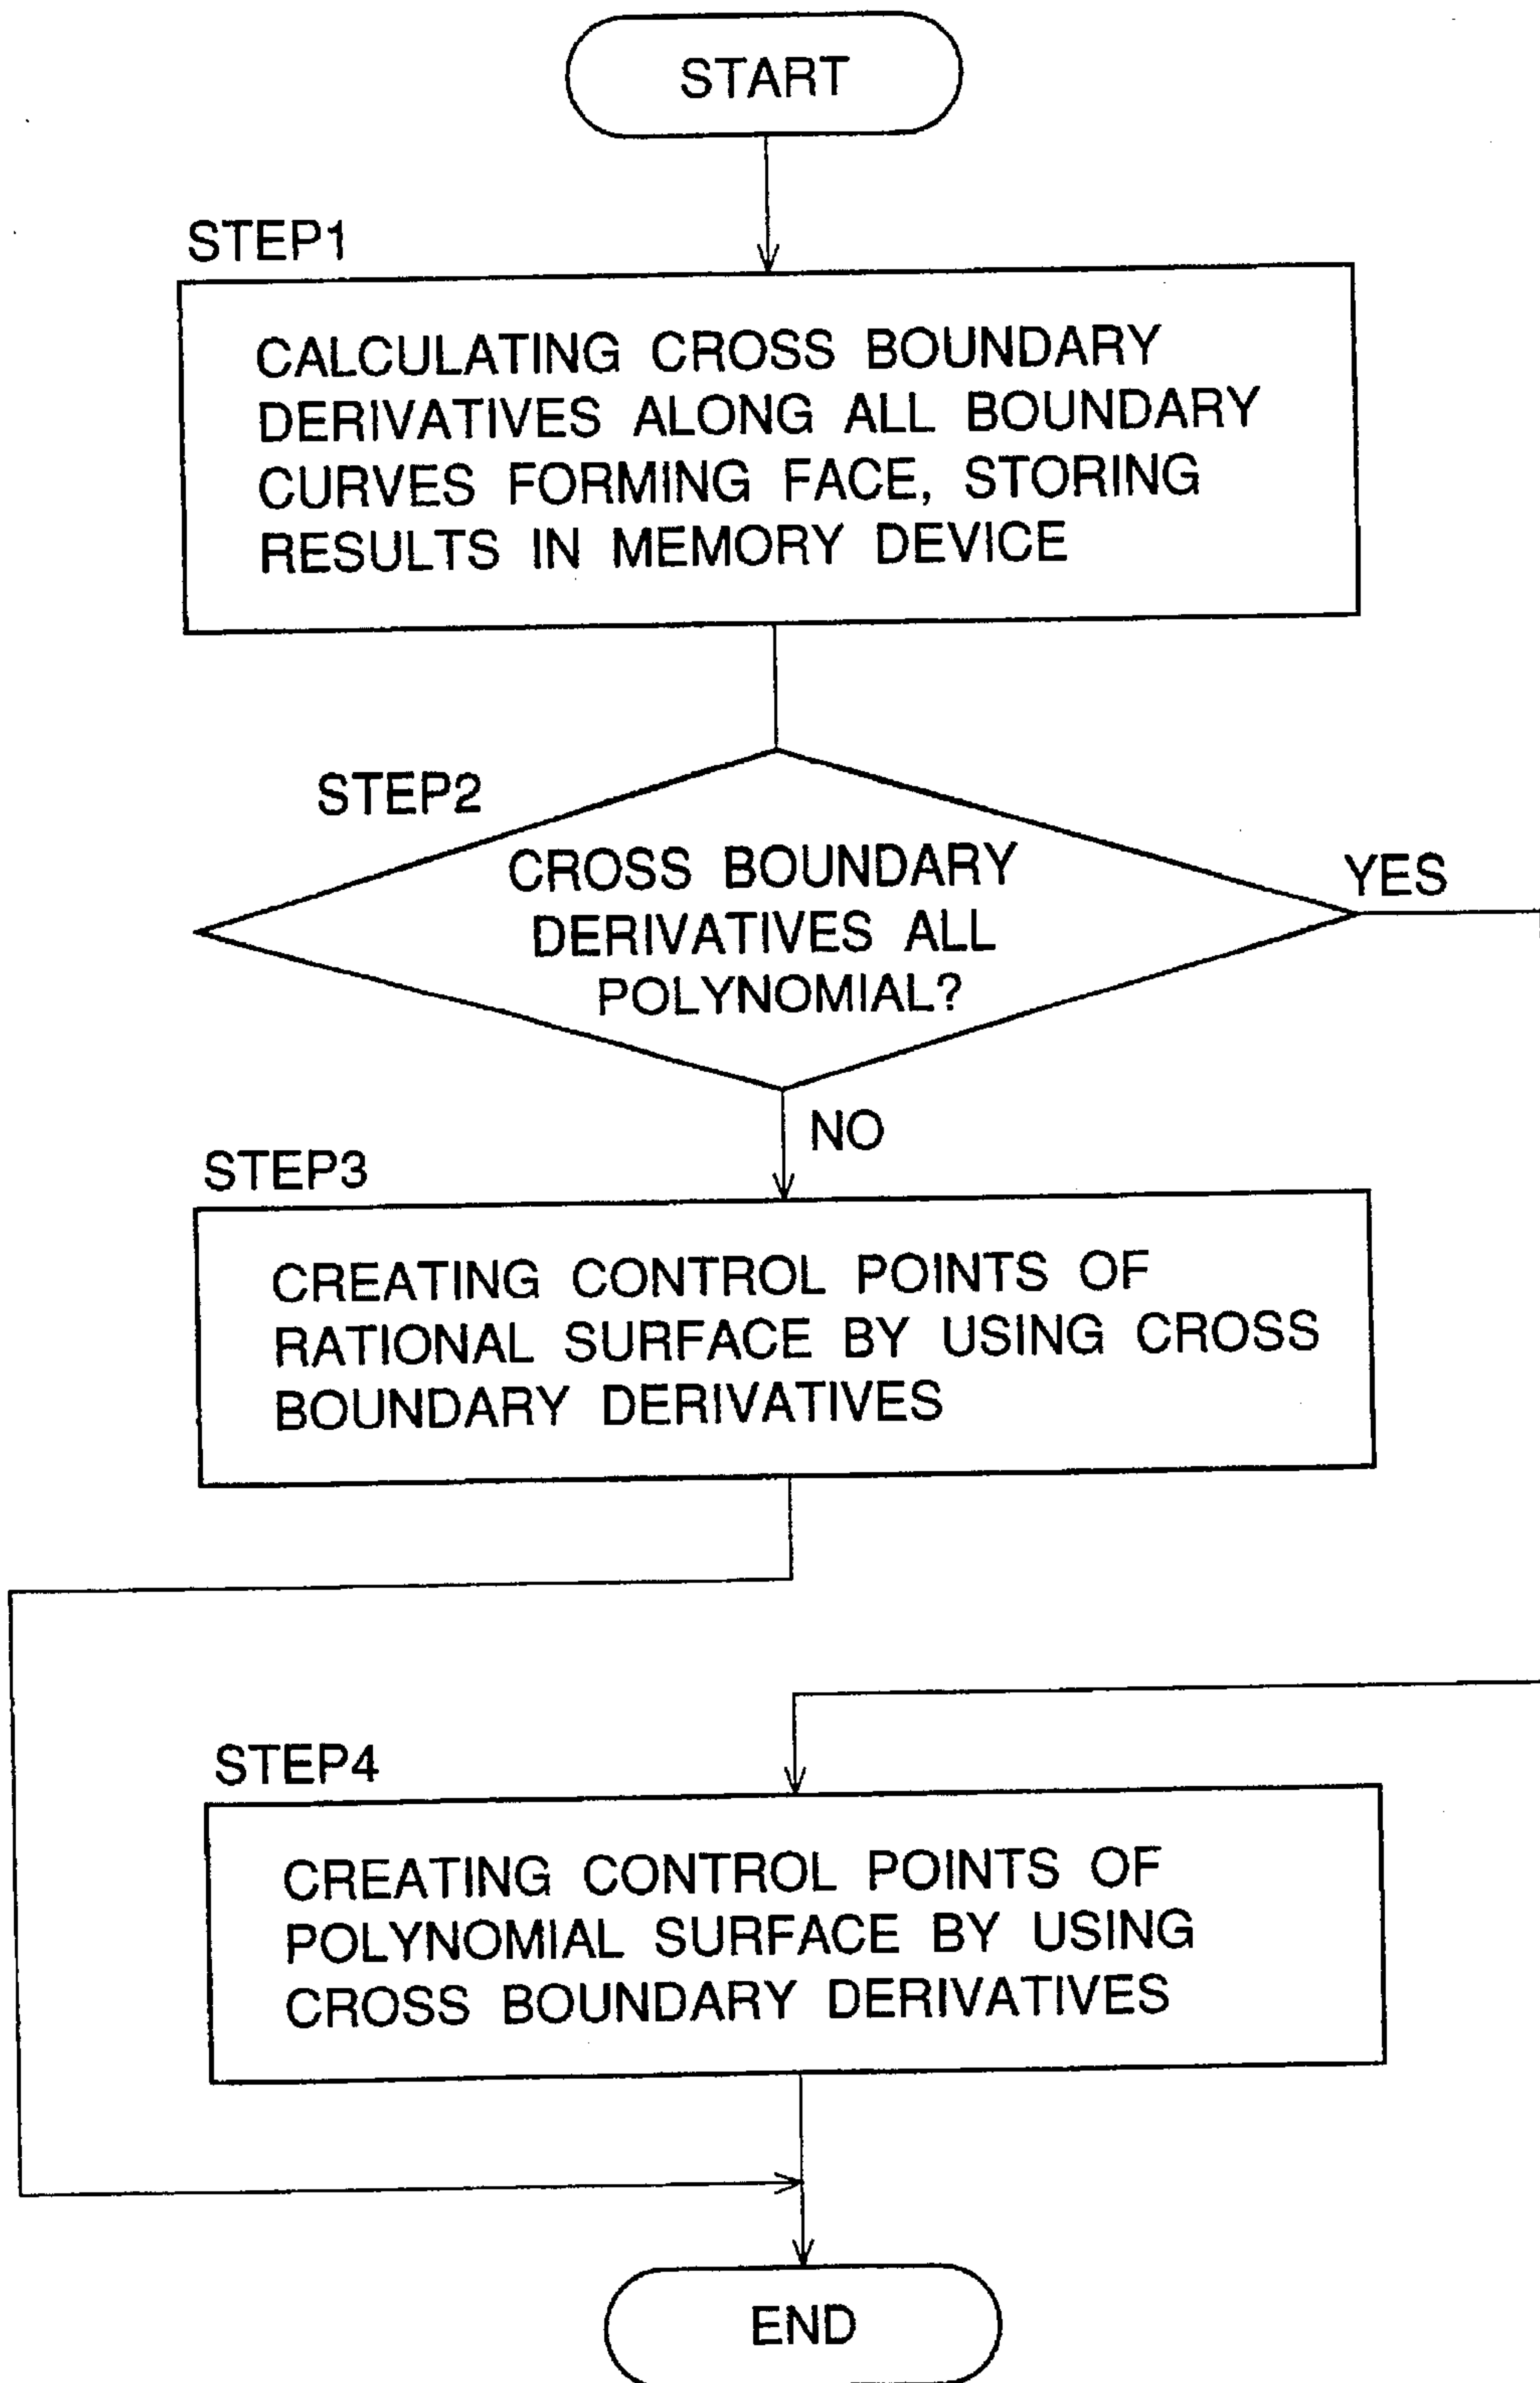 START
STEP1
CALCULATING CROSS BOUNDARY
DERIVATIVES ALONG ALL BOUNDARY
CURVES FORMING FACE, STORING
RESULTS IN MEMORY DEVICE
STEP2
CROSS BOUNDARY
DERIVATIVES ALL
POLYNOMIAL?
YES
NO
STEP3
CREATING CONTROL POINTS OF
RATIONAL SURFACE BY USING CROSS
BOUNDARY DERIVATIVES
STEP4
CREATING CONTROL POINTS OF
POLYNOMIAL SURFACE BY USING
CROSS BOUNDARY DERIVATIVES
END